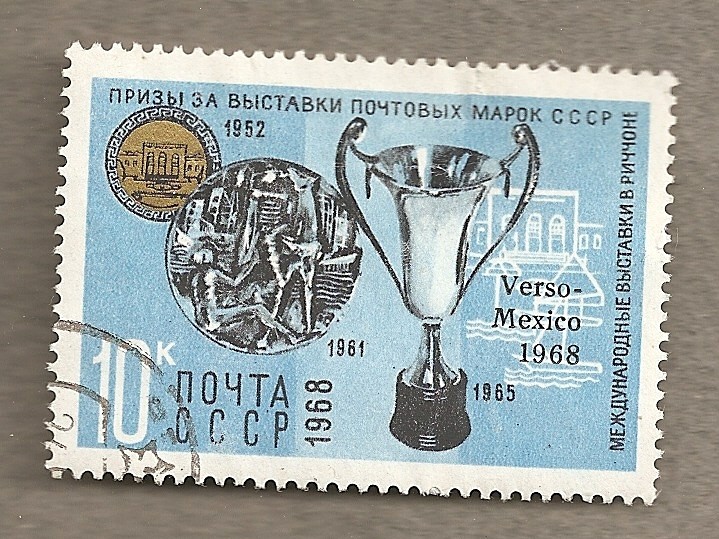 ПРИЗЫ ЗА ВЫСТАВКИ ПОЧТОВЫХ МАРОК СССР
1952
МЕЖДУНАРОДНЫЕ ВЫСТАВКИ В РИЧЧОНЕ
Verso-
Mexico
1968
1961
1965
10К
ПОЧТА
СССР
1968